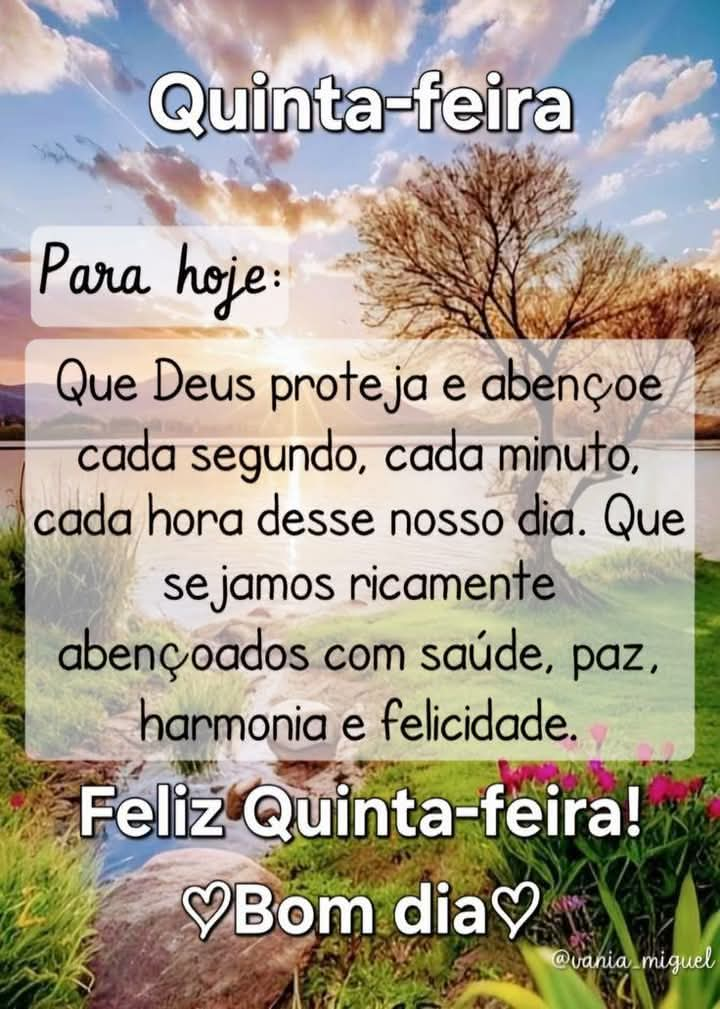 Quinta-feira
Para hoje:
Que Deus proteja e abençoe
cada segundo, cada minuto,
cada hora desse nosso dia. Que
sejamos ricamente
abençoados com saúde, paz,
harmonia e felicidade.
Feliz Quinta-feira!
♡Bom dia♡
@vania_miguel